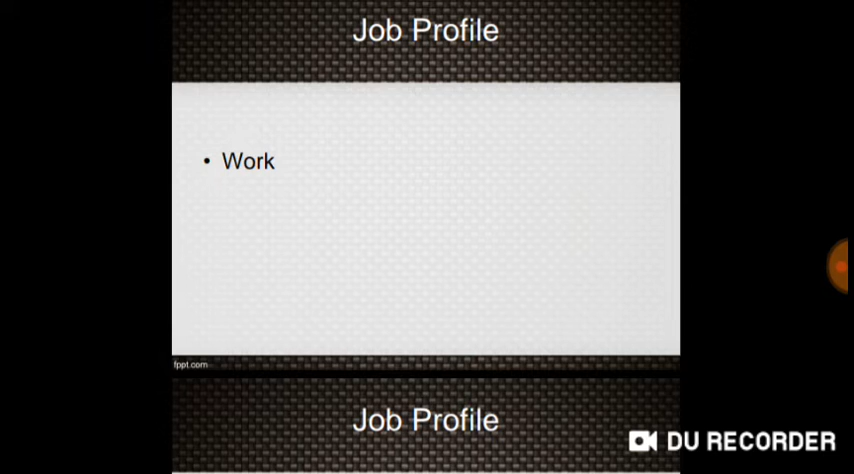 Job Profile
• Work
fppt.com
Job Profile
DU RECORDER